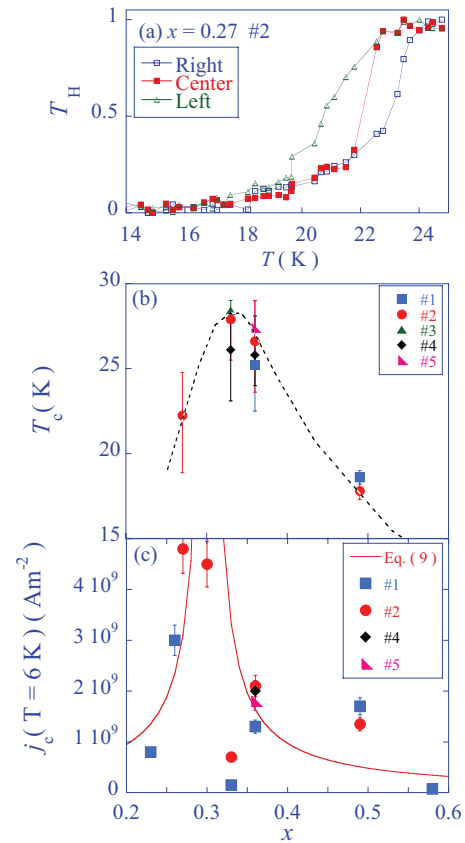 (a) x = 0.27 #2
Right
Center
Left
T_H
1
0.5
0
14 16 18 20 22 24
T ( K )
(b)
#1
#2
#3
#4
#5
T_c ( K )
30
25
20
15
(c)
Eq. ( 9 )
#1
#2
#4
#5
j_c ( T = 6 K ) ( Am^-2 )
4 10^9
3 10^9
2 10^9
1 10^9
0
0.2 0.3 0.4 0.5 0.6
x